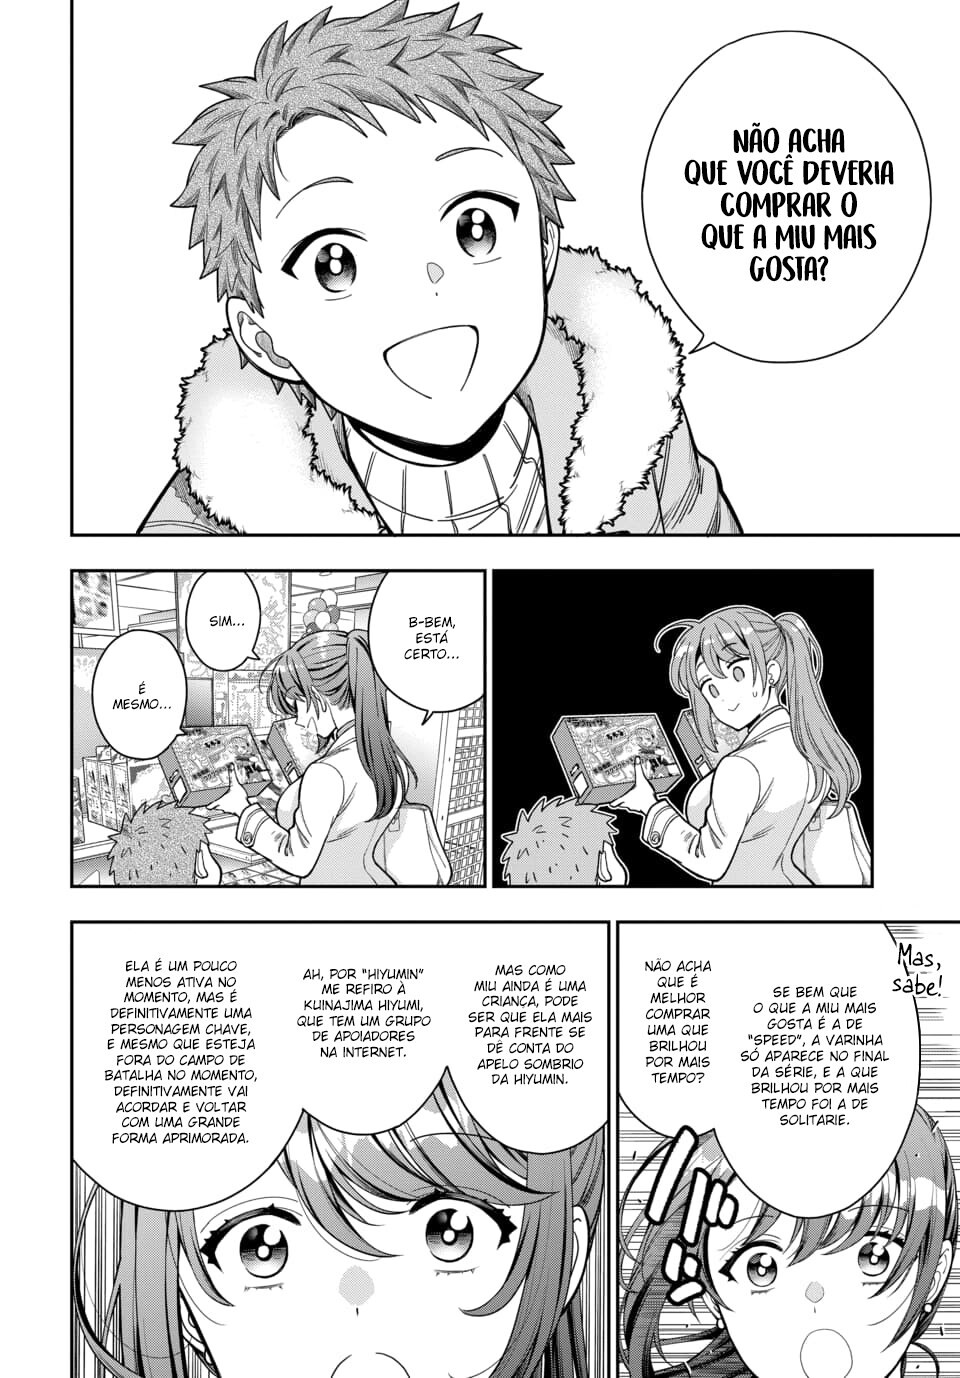 NÃO ACHA
QUE VOCÊ DEVERIA
COMPRAR O
QUE A MIU MAIS
GOSTA?
B-BEM,
ESTÁ
CERTO...
SIM...
É
MESMO...
Mas,
sabe!
SE BEM QUE
O QUE A MIU MAIS
GOSTA É A DE
"SPEED", A VARINHA
SÓ APARECE NO FINAL
DA SÉRIE, E A QUE
BRILHOU POR MAIS
TEMPO FOI A DE
SOLITARIE.
NÃO ACHA
QUE É
MELHOR
COMPRAR
UMA QUE
BRILHOU
POR MAIS
TEMPO?
MAS COMO
MIU AINDA É UMA
CRIANÇA, PODE
SER QUE ELA MAIS
PARA FRENTE SE
DÊ CONTA DO
APELO SOMBRIO
DA HIYUMIN.
AH, POR "HIYUMIN"
ME REFIRO À
KUINAJIMA HIYUMI,
QUE TEM UM GRUPO
DE APOIADORES
NA INTERNET.
ELA É UM POUCO
MENOS ATIVA NO
MOMENTO, MAS É
DEFINITIVAMENTE UMA
PERSONAGEM CHAVE,
E MESMO QUE ESTEJA
FORA DO CAMPO DE
BATALHA NO MOMENTO,
DEFINITIVAMENTE VAI
ACORDAR E VOLTAR
COM UMA GRANDE
FORMA APRIMORADA.